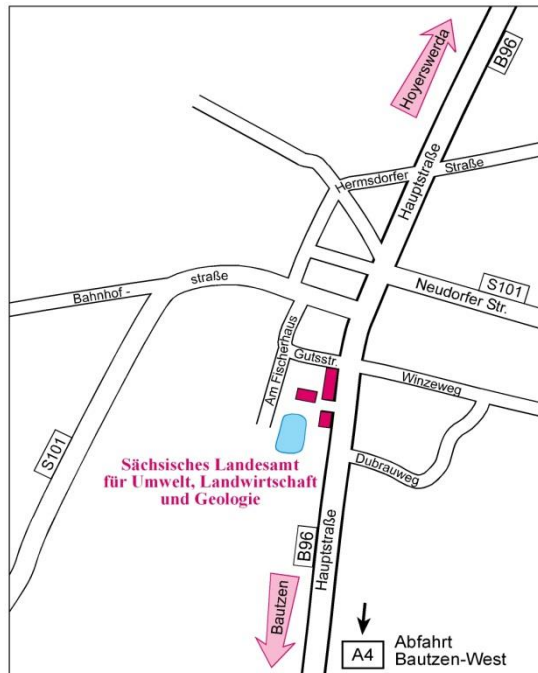 Hoyerswerda
B96
Hauptstraße
Hermsdorfer
Straße
S101
Neudorfer Str.
Bahnhof -
straße
Am Fischerhaus
Gutsstr.
Winzeweg
S101
Sächsisches Landesamt
für Umwelt, Landwirtschaft
und Geologie
Dubrauweg
B96
Hauptstraße
Bautzen
A4
Abfahrt
Bautzen-West